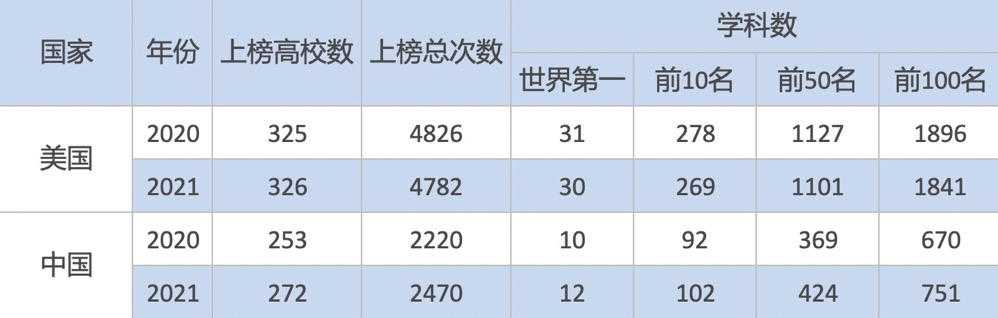 国家 年份 上榜高校数 上榜总次数 学科数
世界第一 前10名 前50名 前100名
美国 2020 325 4826 31 278 1127 1896
2021 326 4782 30 269 1101 1841
中国 2020 253 2220 10 92 369 670
2021 272 2470 12 102 424 751